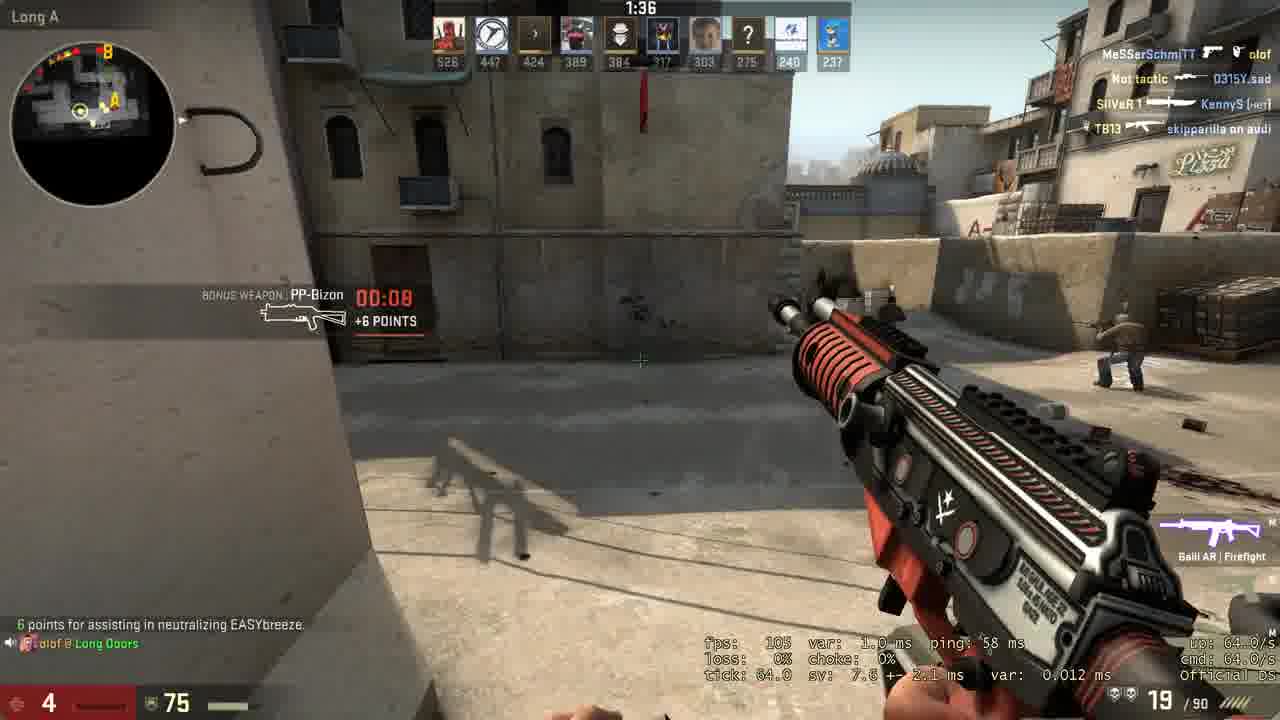 Long A
1:36
B
A
526 447 424 389 384 317 303 ? 275 240 237
MeSSerSchmiTT olof
Not tactic 0315Y.sad
SilVeR 1 KennyS [HET]
TB13 skipparilla on audi
Pizza
BONUS WEAPON: PP-Bizon
00:08
+6 POINTS
Galil AR | Firefight
6 points for assisting in neutralizing EASYbreeze.
olof @ Long Doors
fps: 105 var: 1.0 ms ping: 58 ms
loss: 0% choke: 0%
tick: 64.0 sv: 7.6 +- 2.1 ms var: 0.012 ms
up: 64.0/s
cmd: 64.0/s
Official DS
4 75
19 / 90